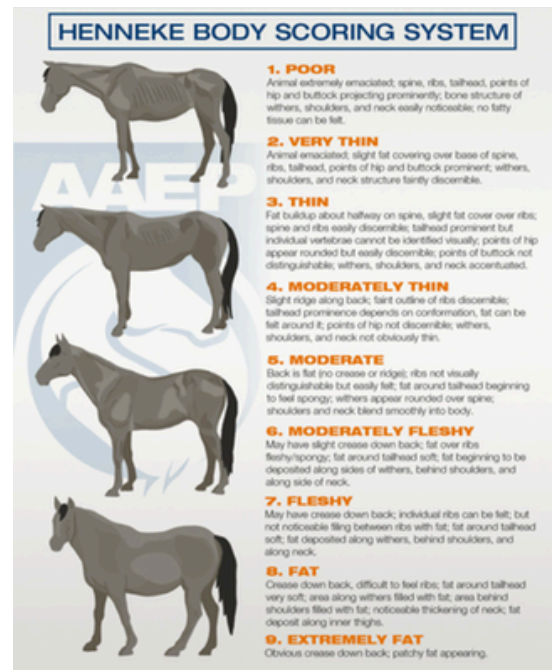 HENNEKE BODY SCORING SYSTEM
1. POOR
Animal extremely emaciated; spine, ribs, tailhead, points of
hip and buttock projecting prominently; bone structure of
withers, shoulders, and neck easily noticeable; no fatty
tissue can be felt.
2. VERY THIN
Animal emaciated; slight fat covering over base of spine,
ribs, tailhead, points of hip and buttock prominent; withers,
shoulders, and neck structure faintly discernible.
AAEP
3. THIN
Fat buildup about halfway on spine, slight fat cover over ribs;
spine and ribs easily discernible; tailhead prominent but
individual vertebrae cannot be identified visually; points of hip
appear rounded but easily discernible; points of buttock not
distinguishable; withers, shoulders, and neck accentuated.
4. MODERATELY THIN
Slight ridge along back; faint outline of ribs discernible;
tailhead prominence depends on conformation, fat can be
felt around it; points of hip not discernible; withers,
shoulders, and neck not obviously thin.
5. MODERATE
Back is flat (no crease or ridge); ribs not visually
distinguishable but easily felt; fat around tailhead beginning
to feel spongy; withers appear rounded over spine;
shoulders and neck blend smoothly into body.
6. MODERATELY FLESHY
May have slight crease down back; fat over ribs
fleshy/spongy; fat around tailhead soft; fat beginning to be
deposited along sides of withers, behind shoulders, and
along side of neck.
7. FLESHY
May have crease down back; individual ribs can be felt; but
not noticeable filing between ribs with fat; fat around tailhead
soft; fat deposited along withers, behind shoulders, and
along neck.
8. FAT
Crease down back, difficult to feel ribs; fat around tailhead
very soft; area along withers filled with fat; area behind
shoulders filled with fat; noticeable thickening of neck; fat
deposit along inner thighs.
9. EXTREMELY FAT
Obvious crease down back; patchy fat appearing.